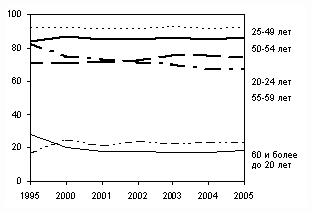 100
80
60
40
20
0
1995 2000 2001 2002 2003 2004 2005
25-49 лет
50-54 лет
20-24 лет
55-59 лет
60 и более
до 20 лет